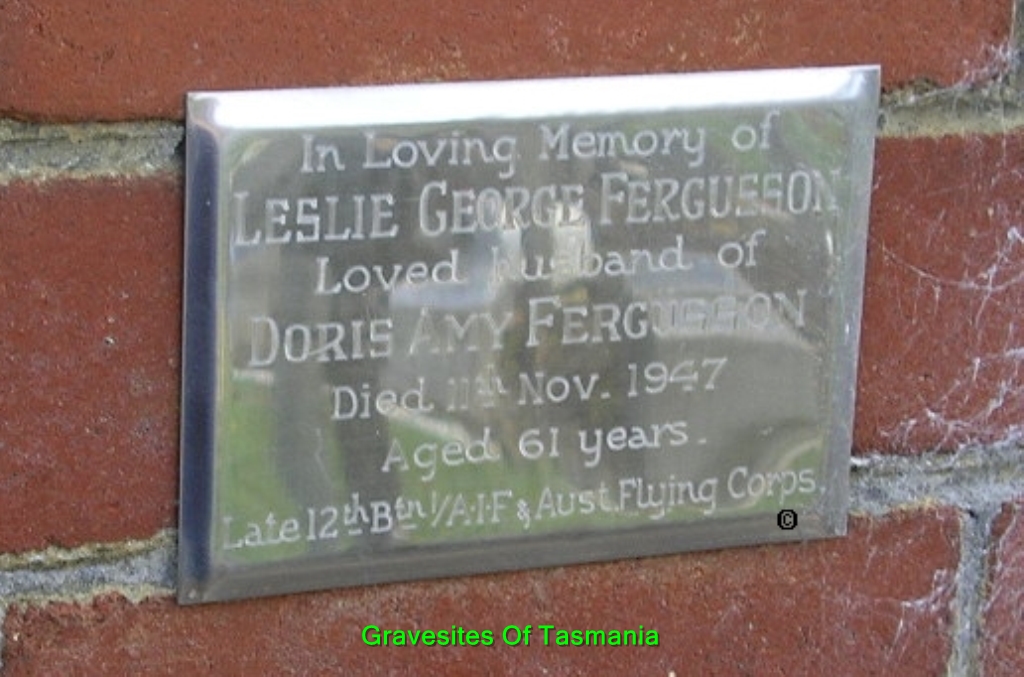 In Loving Memory of
LESLIE GEORGE FERGUSSON
Loved husband of
DORIS AMY FERGUSSON
Died 11th Nov. 1947
Aged 61 years.
Late 12th Btn 1/A.I.F & Aust. Flying Corps.
©
Gravesites Of Tasmania